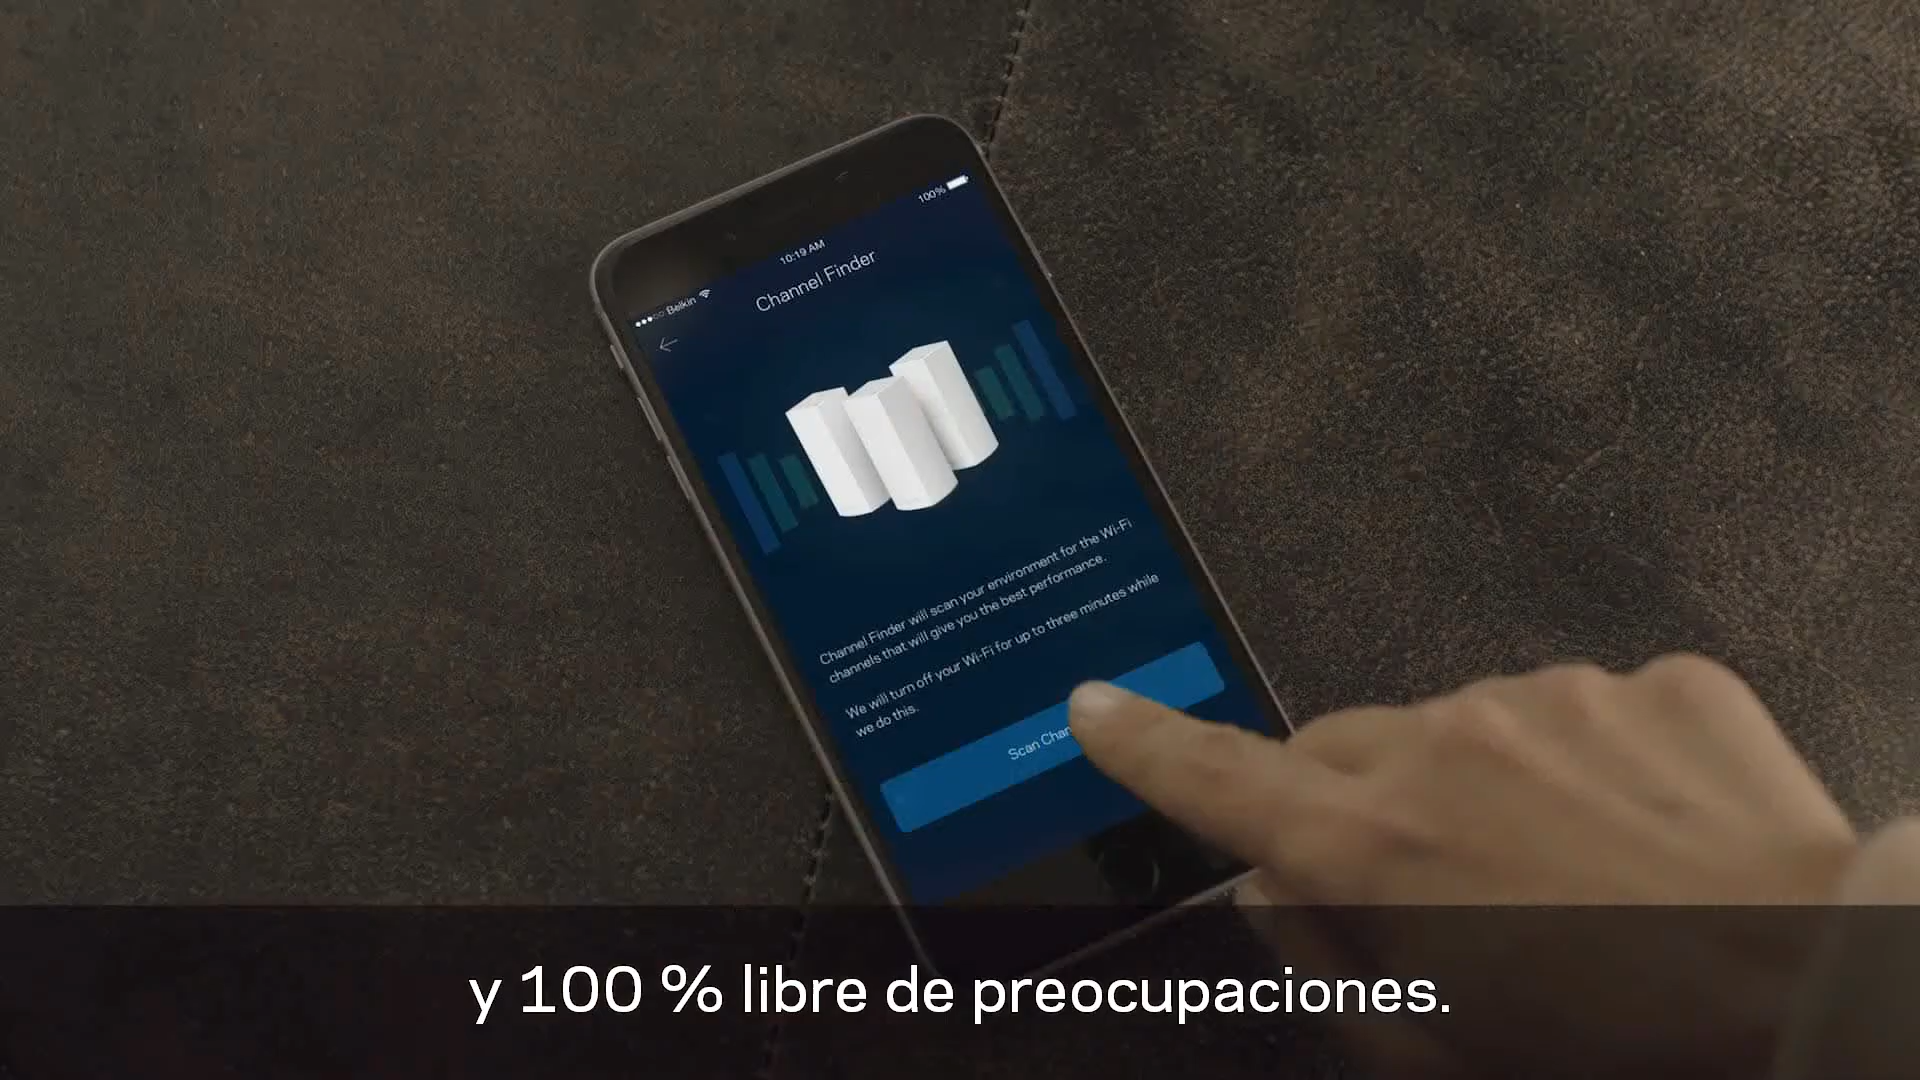 100%
10:19 AM
Belkin
Channel Finder
Channel Finder will scan your environment for the Wi-Fi
channels that will give you the best performance.
We will turn off your Wi-Fi for up to three minutes while
we do this.
Scan
y 100 % libre de preocupaciones.